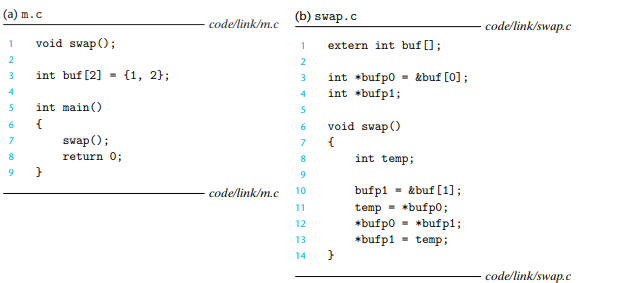 (a) m.c
code/link/m.c
1 void swap();
2
3 int buf[2] = {1, 2};
4
5 int main()
6 {
7 swap();
8 return 0;
9 }
code/link/m.c
(b) swap.c
code/link/swap.c
1 extern int buf[];
2
3 int *bufp0 = &buf[0];
4 int *bufp1;
5
6 void swap()
7 {
8 int temp;
9
10 bufp1 = &buf[1];
11 temp = *bufp0;
12 *bufp0 = *bufp1;
13 *bufp1 = temp;
14 }
code/link/swap.c